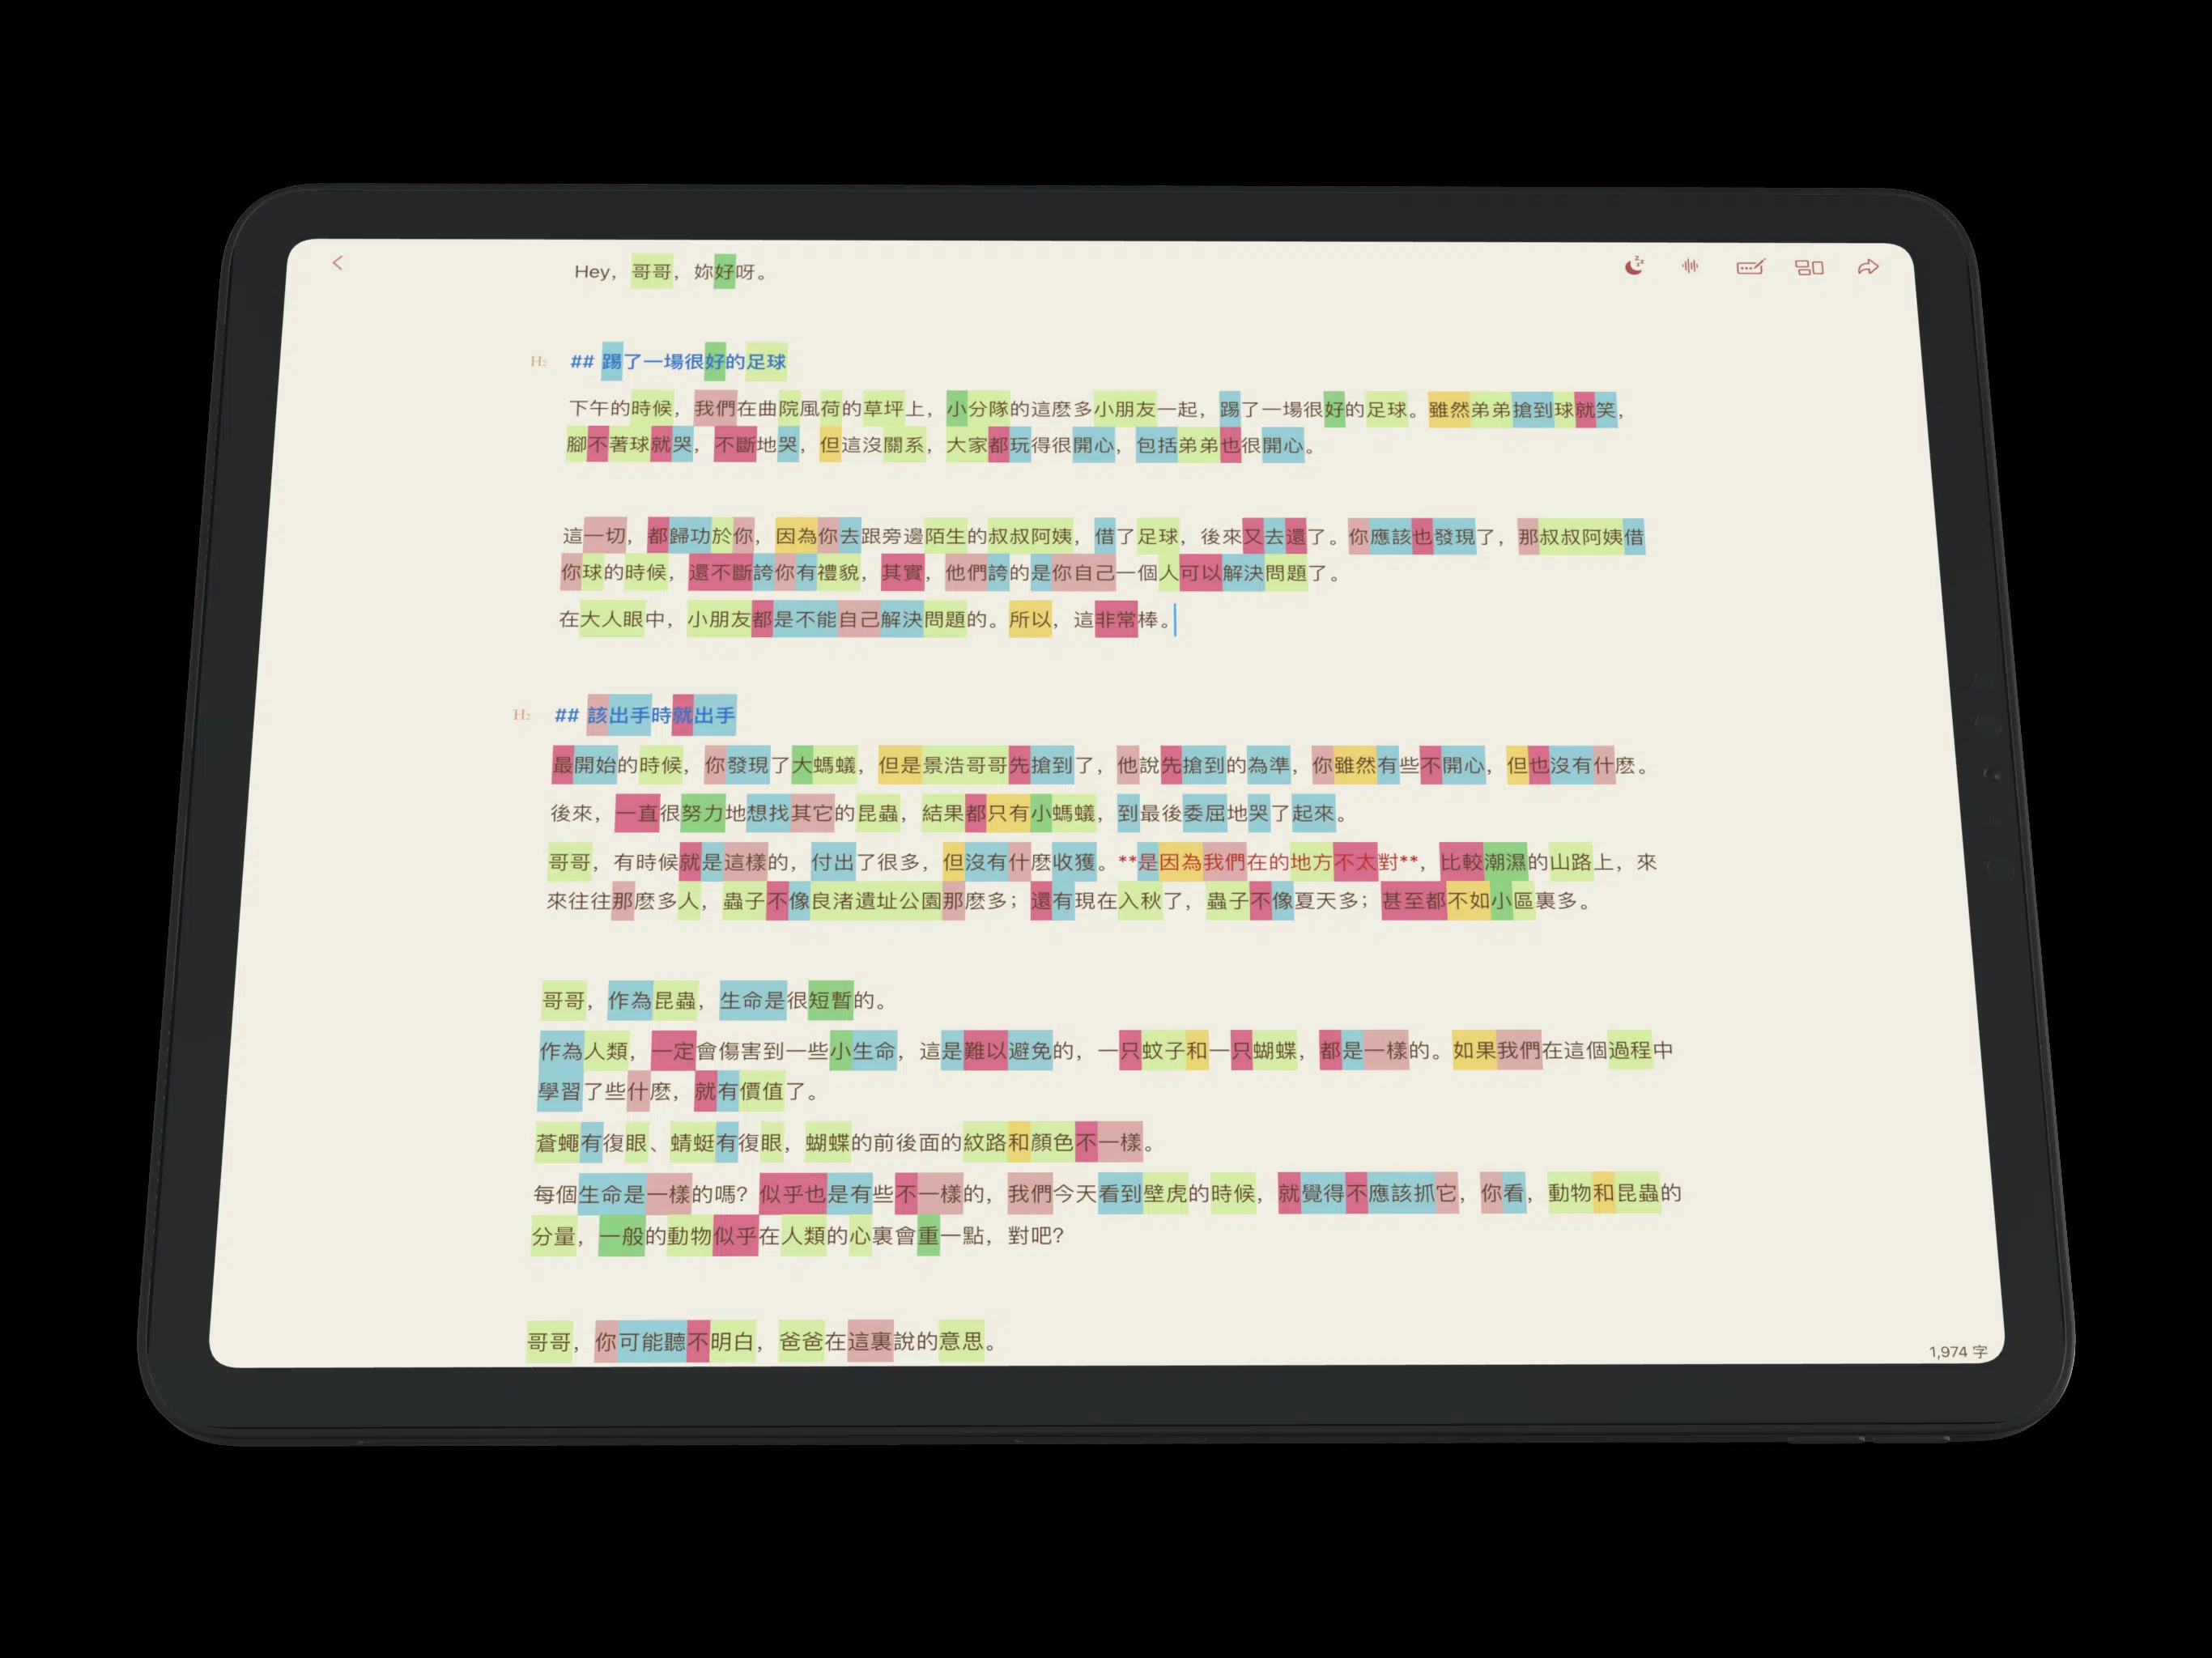 Hey，哥哥，妳好呀。
H2 ## 踢了一場很好的足球
下午的時候，我們在曲院風荷的草坪上，小分隊的這麽多小朋友一起，踢了一場很好的足球。雖然弟弟搶到球就笑，
腳不著球就哭，不斷地哭，但這沒關系，大家都玩得很開心，包括弟弟也很開心。
這一切，都歸功於你，因為你去跟旁邊陌生的叔叔阿姨，借了足球，後來又去還了。你應該也發現了，那叔叔阿姨借
你球的時候，還不斷誇你有禮貌，其實，他們誇的是你自己一個人可以解決問題了。
在大人眼中，小朋友都是不能自己解決問題的。所以，這非常棒。
H2 ## 該出手時就出手
最開始的時候，你發現了大螞蟻，但是景浩哥哥先搶到了，他說先搶到的為準，你雖然有些不開心，但也沒有什麽。
後來，一直很努力地想找其它的昆蟲，結果都只有小螞蟻，到最後委屈地哭了起來。
哥哥，有時候就是這樣的，付出了很多，但沒有什麽收獲。**是因為我們在的地方不太對**，比較潮濕的山路上，來
來往往那麽多人，蟲子不像良渚遺址公園那麽多；還有現在入秋了，蟲子不像夏天多；甚至都不如小區裏多。
哥哥，作為昆蟲，生命是很短暫的。
作為人類，一定會傷害到一些小生命，這是難以避免的，一只蚊子和一只蝴蝶，都是一樣的。如果我們在這個過程中
學習了些什麽，就有價值了。
蒼蠅有復眼、蜻蜓有復眼，蝴蝶的前後面的紋路和顏色不一樣。
每個生命是一樣的嗎？似乎也是有些不一樣的，我們今天看到壁虎的時候，就覺得不應該抓它，你看，動物和昆蟲的
分量，一般的動物似乎在人類的心裏會重一點，對吧？
哥哥，你可能聽不明白，爸爸在這裏說的意思。
1,974 字